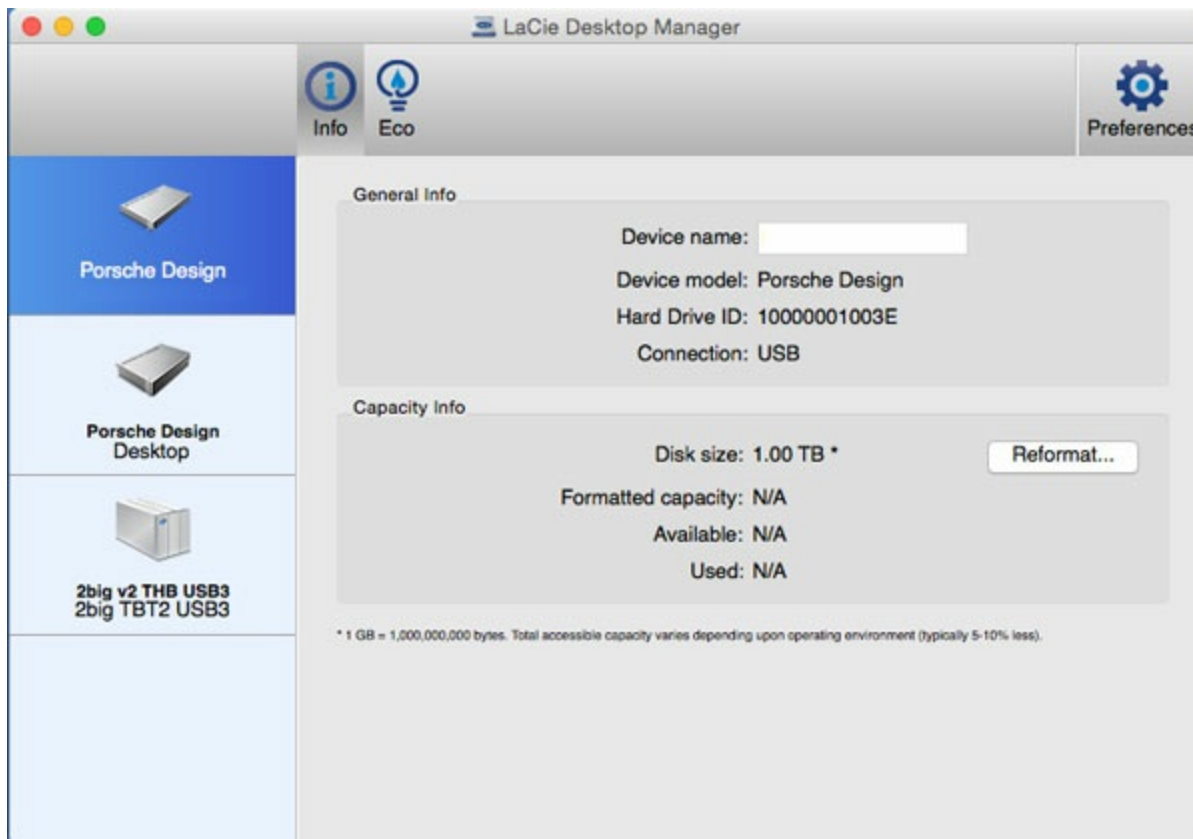 LaCie Desktop Manager
Info
Eco
Preferences
Porsche Design
Porsche Design
Desktop
2big v2 THB USB3
2big TBT2 USB3
General Info
Device name:
Device model: Porsche Design
Hard Drive ID: 10000001003E
Connection: USB
Capacity Info
Disk size: 1.00 TB *
Reformat...
Formatted capacity: N/A
Available: N/A
Used: N/A
* 1 GB = 1,000,000,000 bytes. Total accessible capacity varies depending upon operating environment (typically 5-10% less).